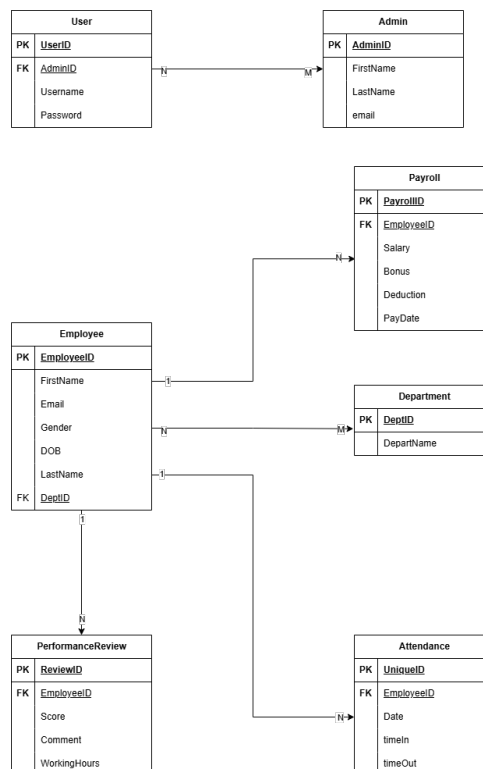 User
PK UserID
FK AdminID
Username
Password
N
M
Admin
PK AdminID
FirstName
LastName
email
Payroll
PK PayrollID
FK EmployeeID
Salary
Bonus
Deduction
PayDate
N
Employee
PK EmployeeID
FirstName
Email
Gender
DOB
LastName
FK DeptID
1
N
M
1
Department
PK DeptID
DepartName
1
N
PerformanceReview
PK ReviewID
FK EmployeeID
Score
Comment
WorkingHours
N
Attendance
PK UniqueID
FK EmployeeID
Date
timeIn
timeOut